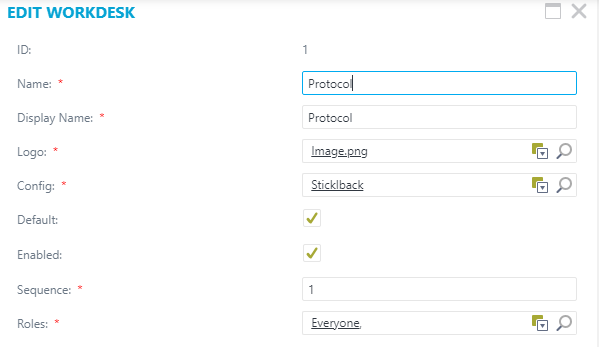 EDIT WORKDESK
ID: 1
Name: * Protocol
Display Name: * Protocol
Logo: * Image.png
Config: * Sticklback
Default:
Enabled:
Sequence: * 1
Roles: * Everyone,